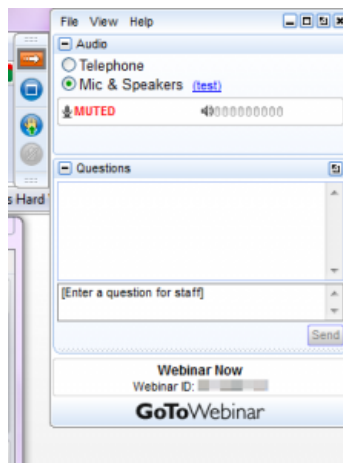 File View Help
Audio
Telephone
Mic & Speakers (test)
MUTED
Questions
s Hard
[Enter a question for staff]
Send
Webinar Now
Webinar ID:
GoToWebinar